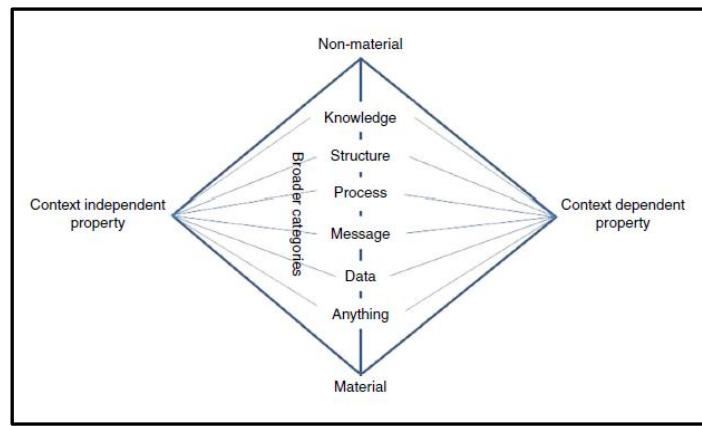 Non-material
Knowledge
Structure
Broader categories
Process
Context independent
property
Context dependent
property
Message
Data
Anything
Material